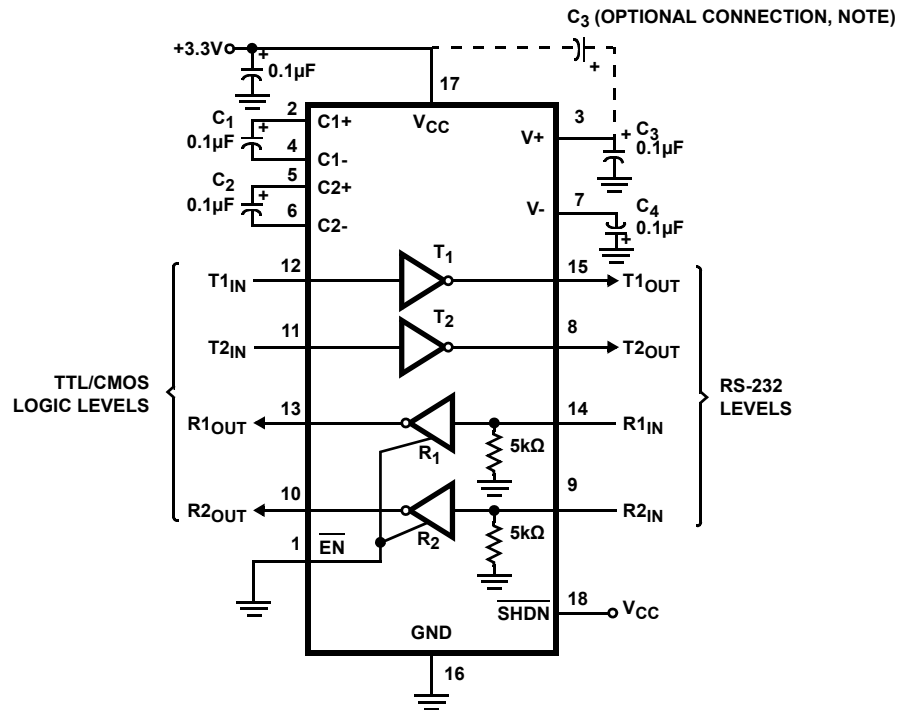 C3 (OPTIONAL CONNECTION, NOTE)
+3.3V
+
0.1µF
+
17
2
C1
0.1µF
+
C1+
VCC
3
V+
+
C3
0.1µF
4
C1-
5
C2
0.1µF
+
C2+
6
C2-
7
V-
C4
0.1µF
+
T1
12
T1IN
15
T1OUT
T2
11
T2IN
8
T2OUT
TTL/CMOS
LOGIC LEVELS
RS-232
LEVELS
13
R1OUT
14
R1IN
R1
5kΩ
10
R2OUT
9
R2IN
R2
5kΩ
1
EN
18
SHDN
VCC
GND
16